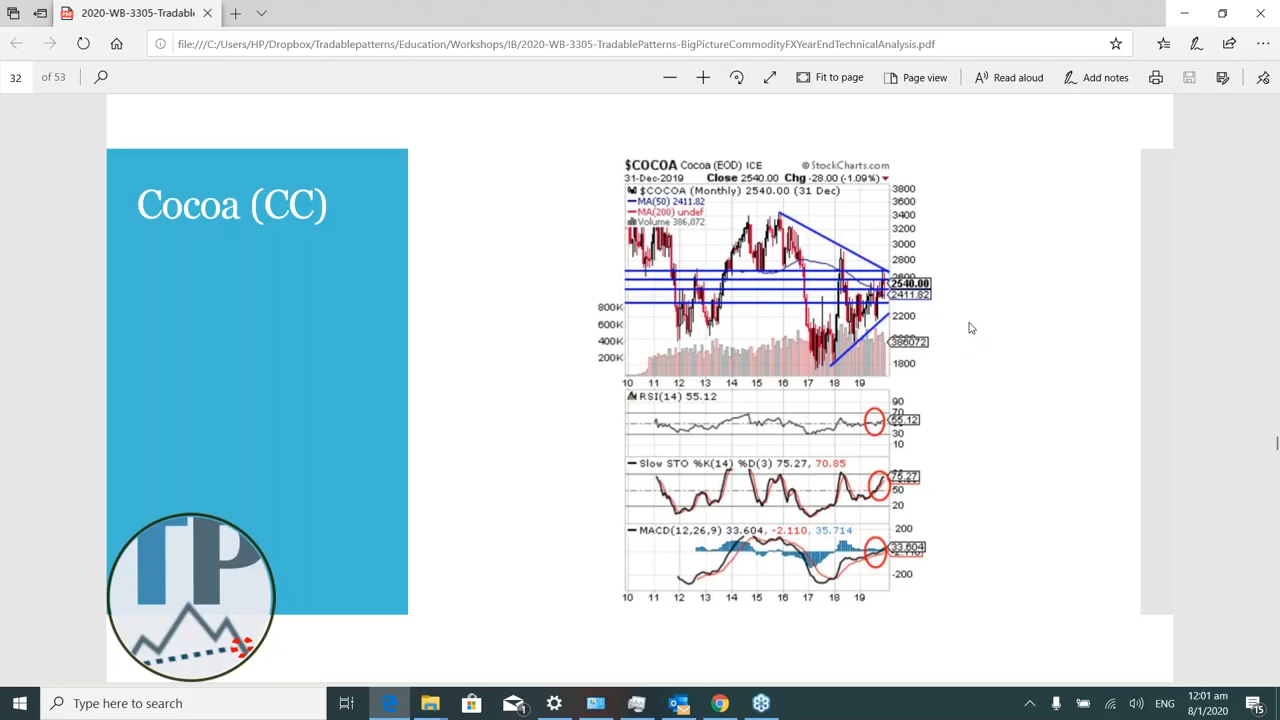 2020-WB-3305-Tradable
file:///C:/Users/HP/Dropbox/Tradablepatterns/Education/Workshops/IB/2020-WB-3305-TradablePatterns-BigPictureCommodityFXYearEndTechnicalAnalysis.pdf
32 of 53
Fit to page
Page view
Read aloud
Add notes
Cocoa (CC)
$COCOA Cocoa (EOD) ICE @ StockCharts.com
31-Dec-2019 Close 2540.00 Chg -28.00 (-1.09%)
$COCOA (Monthly) 2540.00 (31 Dec)
MA(50) 2411.82
MA(200) undef
Volume 386,072
3800
3600
3400
3200
3000
2800
2600
2540.00
2411.82
2200
386072
1800
800K
600K
400K
200K
10 11 12 13 14 15 16 17 18 19
RSI(14) 55.12
90
70
55.12
30
10
Slow STO %K(14) %D(3) 75.27, 70.85
75.27
50
20
MACD(12,26,9) 33.604, -2.110, 35.714
200
33.604
-200
10 11 12 13 14 15 16 17 18 19
TP
Type here to search
ENG
12:01 am
8/1/2020
15